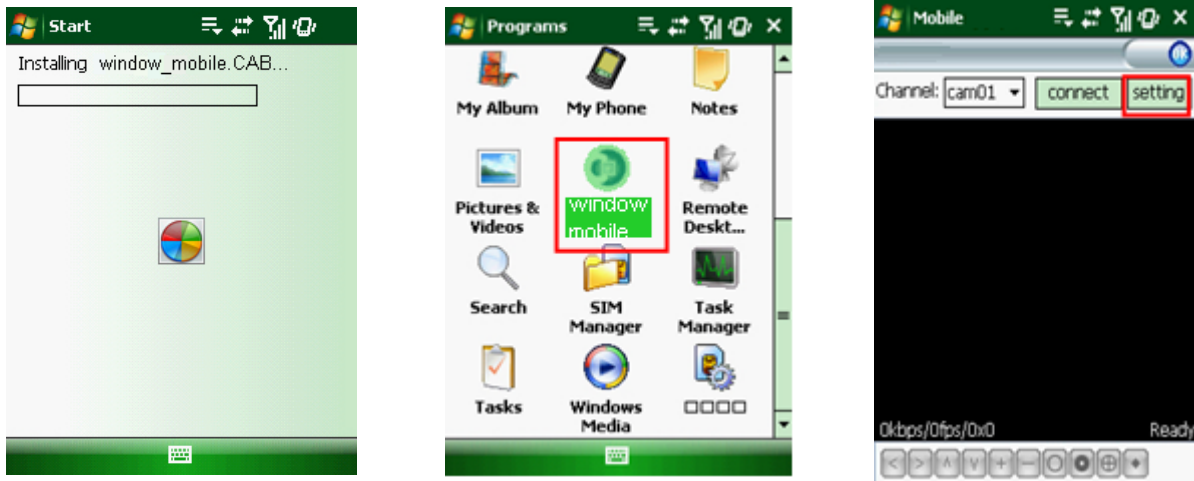 Start
Installing window_mobile.CAB...
Programs
My Album
My Phone
Notes
Pictures &
Videos
window
mobile
Remote
Deskt...
Search
SIM
Manager
Task
Manager
Tasks
Windows
Media
□□□□
Mobile
ok
Channel: cam01 connect setting
0kbps/0fps/0x0 Ready
< > ∧ ∨ + −